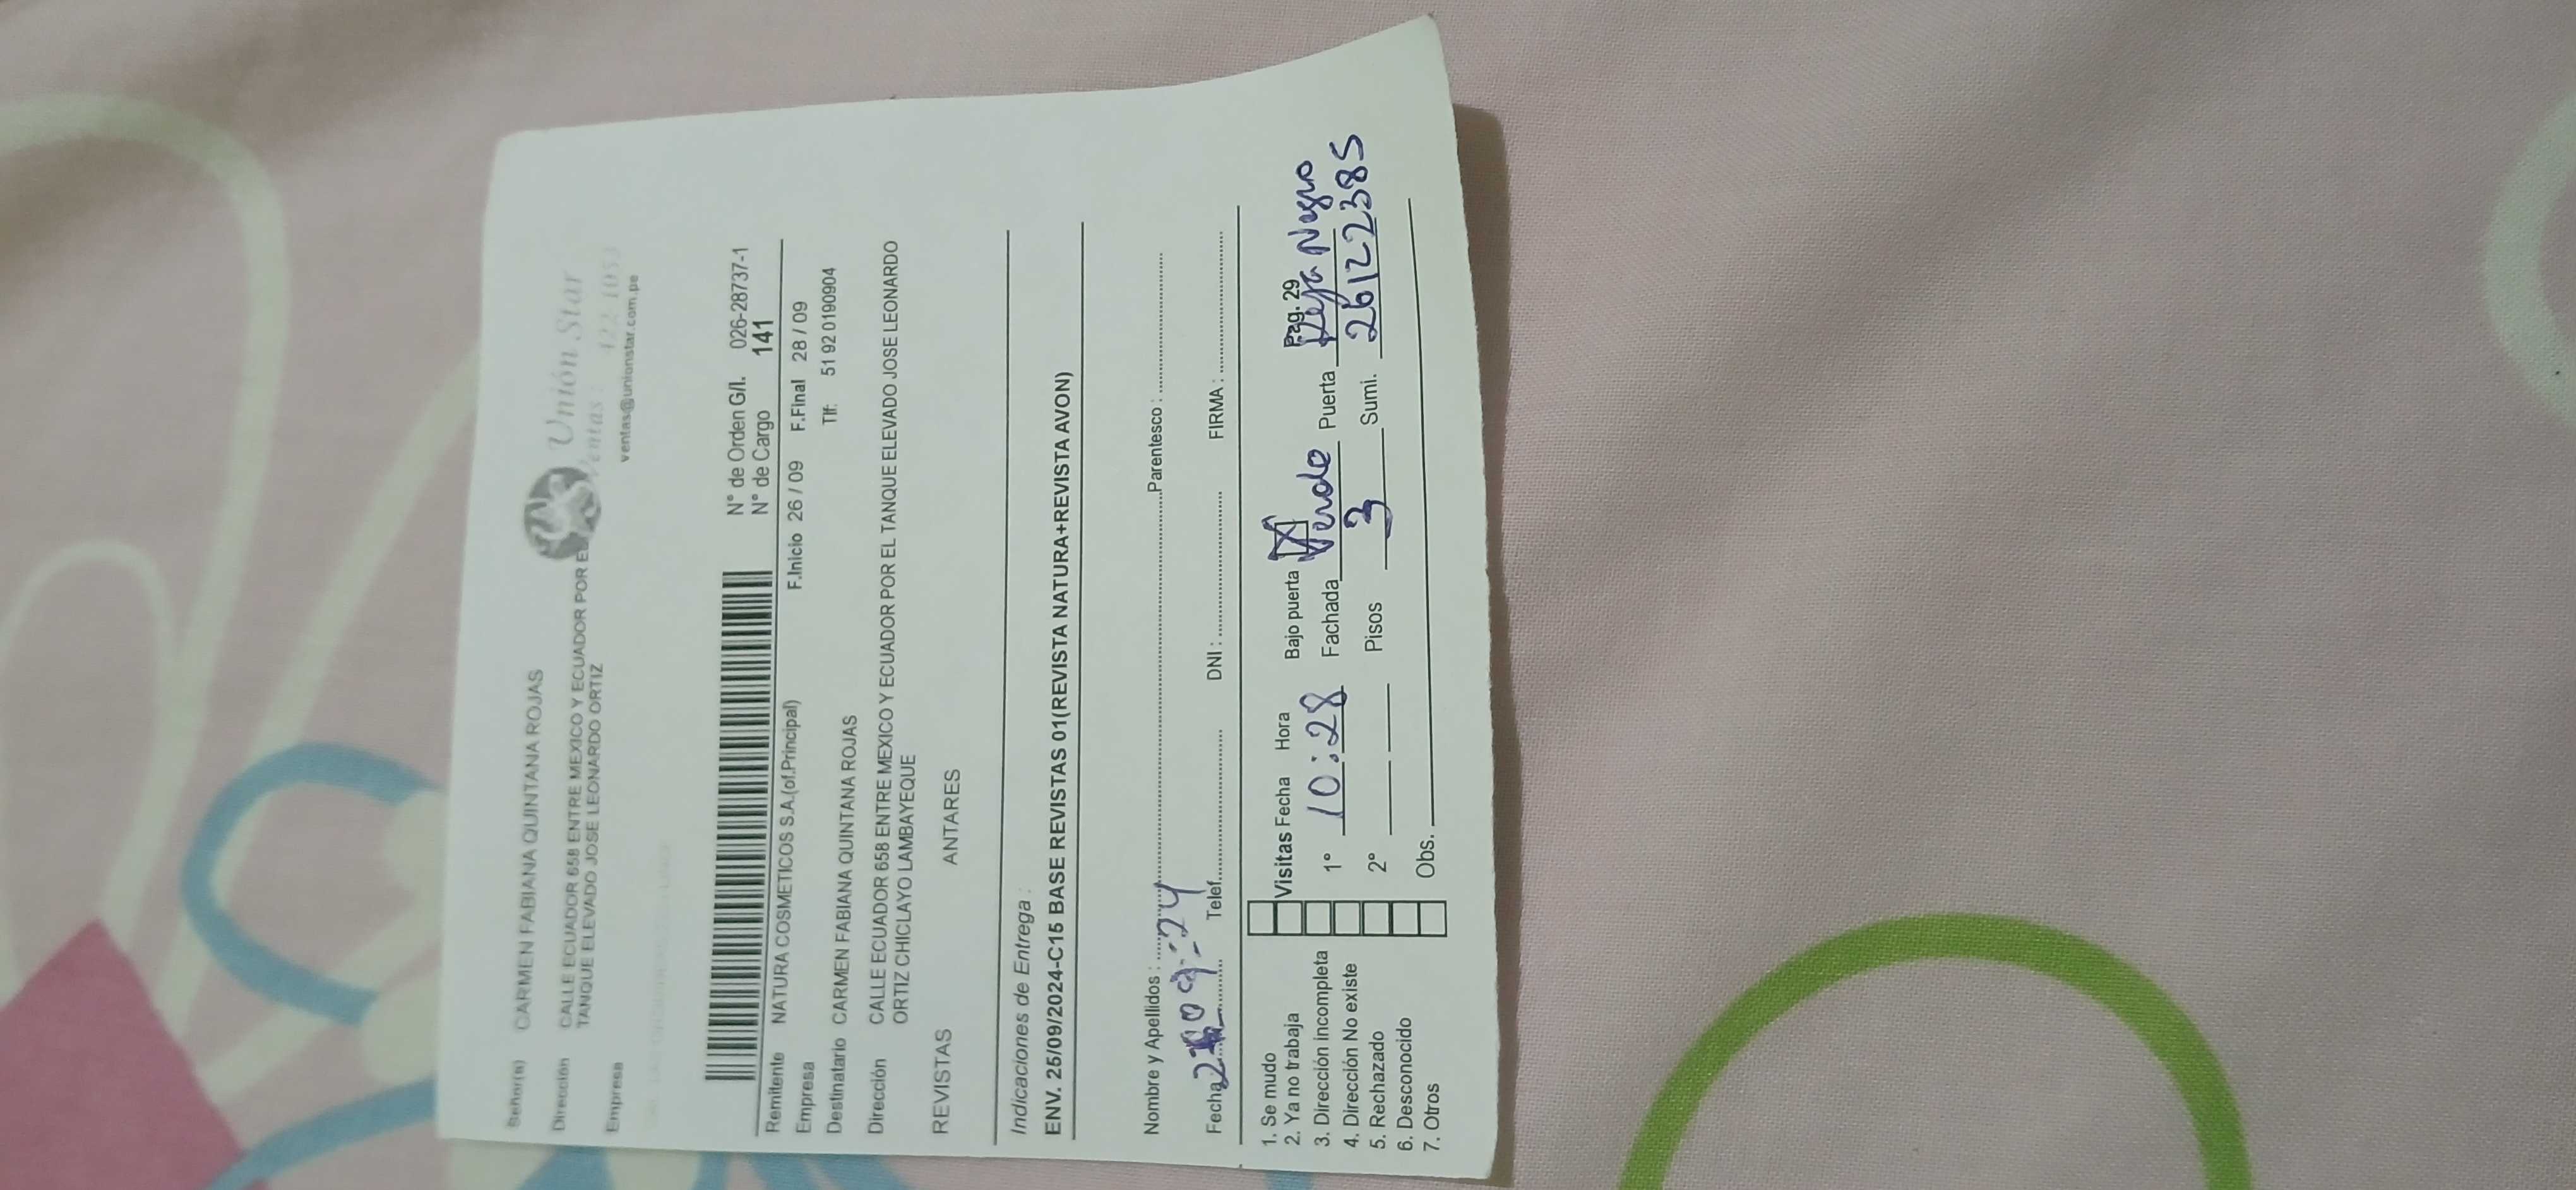 Señor(a) CARMEN FABIANA QUINTANA ROJAS
Unión Star
Dirección CALLE ECUADOR 658 ENTRE MEXICO Y ECUADOR POR EL
Ventas:
TANQUE ELEVADO JOSE LEONARDO ORTIZ
Empresa
ventas@unionstar.com.pe
N° de Orden G/I. 026-28737-1
N° de Cargo 141
Remitente NATURA COSMETICOS S.A.(of.Principal) F.Inicio 26 / 09 F.Final 28 / 09
Empresa
Tlf: 51 92 0190904
Destinatario CARMEN FABIANA QUINTANA ROJAS
Dirección CALLE ECUADOR 658 ENTRE MEXICO Y ECUADOR POR EL TANQUE ELEVADO JOSE LEONARDO
ORTIZ CHICLAYO LAMBAYEQUE
REVISTAS ANTARES
Indicaciones de Entrega :
ENV. 25/09/2024-C15 BASE REVISTAS 01(REVISTA NATURA+REVISTA AVON)
Nombre y Apellidos : Parentesco :
Fecha: 09-24 Telef. DNI : FIRMA :
1. Se mudo Visitas Fecha Hora Bajo puerta X Pag. 29
2. Ya no trabaja
3. Dirección incompleta 1° 10:28 Fachada Verde Puerta Reja Negro
4. Dirección No existe
5. Rechazado 2° Pisos 3 Sumi. 26122385
6. Desconocido
7. Otros Obs.